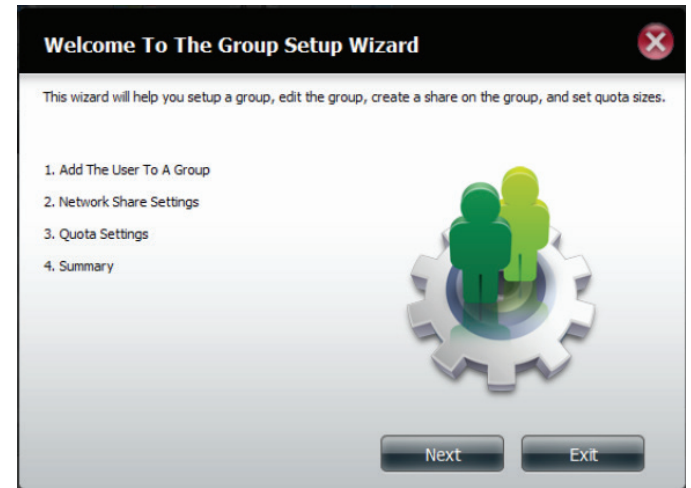 Welcome To The Group Setup Wizard
This wizard will help you setup a group, edit the group, create a share on the group, and set quota sizes.
1. Add The User To A Group
2. Network Share Settings
3. Quota Settings
4. Summary
Next Exit